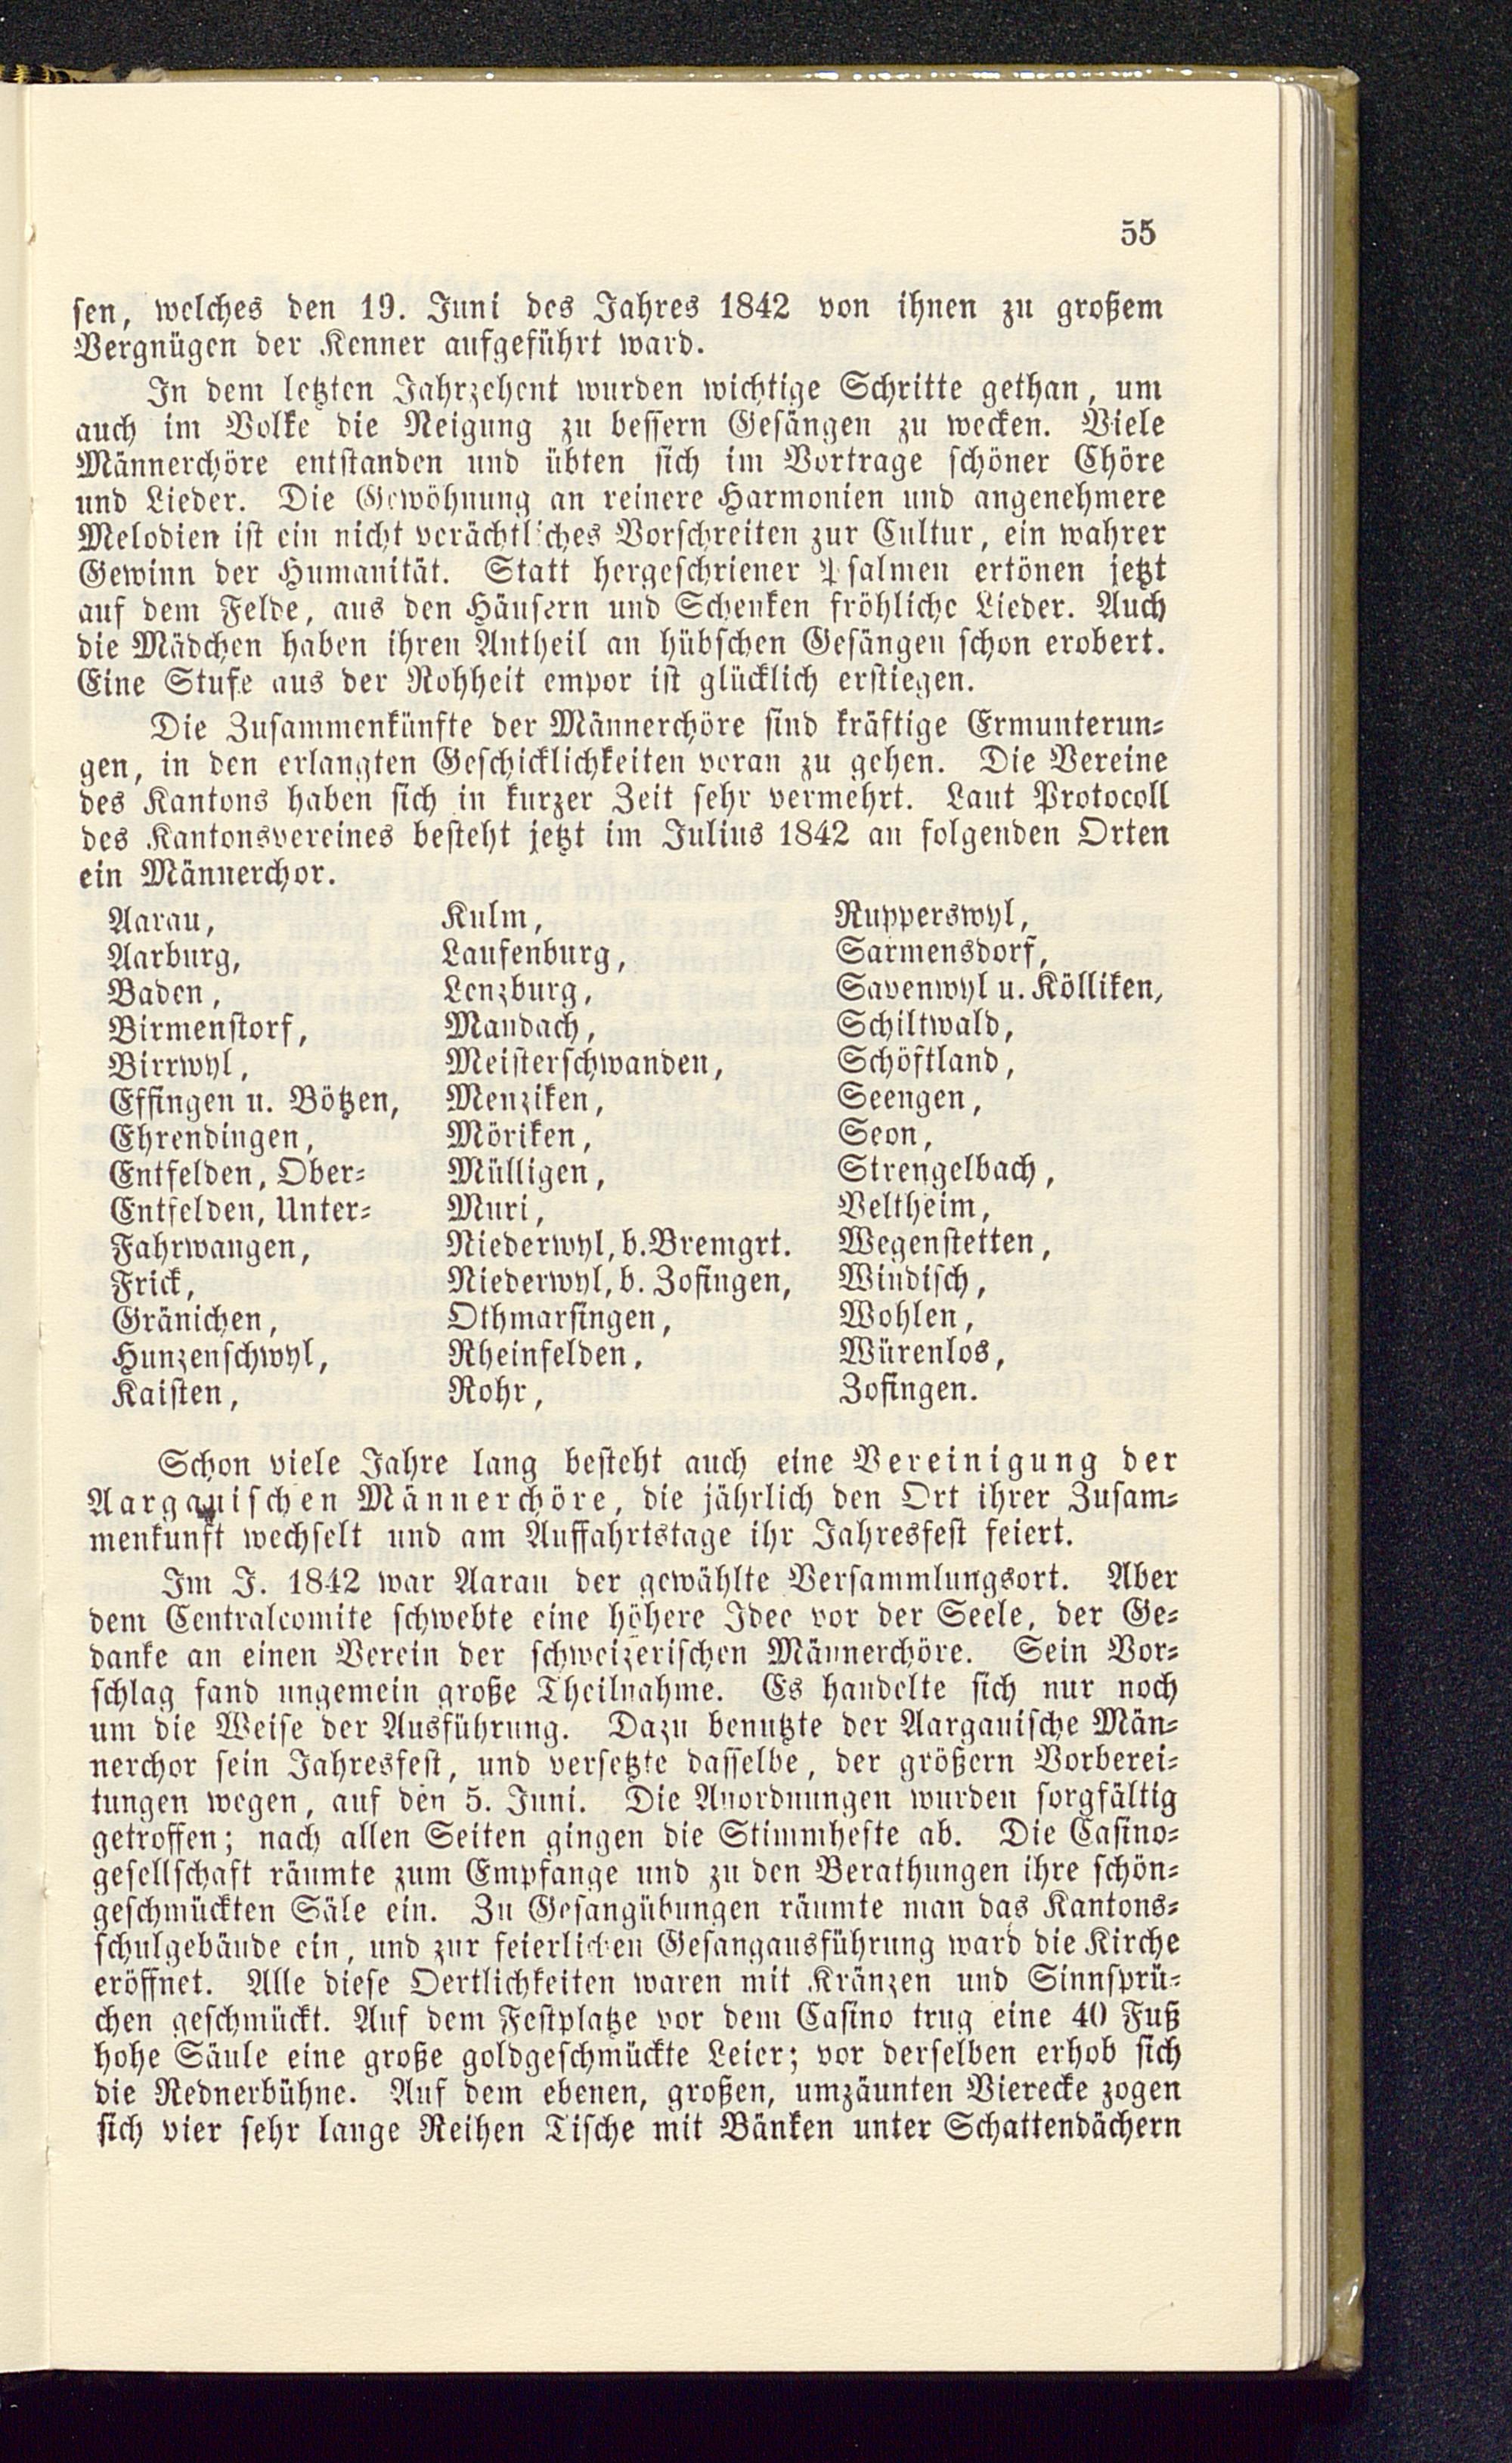 55
sen, welches den 19. Juni des Jahres 1842 von ihnen zu großem
Vergnügen der Kenner aufgeführt ward.
In dem letzten Jahrzehent wurden wichtige Schritte gethan, um
auch im Volke die Neigung zu bessern Gesängen zu wecken. Viele
Männerchöre entstanden und übten sich im Vortrage schöner Chöre
und Lieder. Die Gewöhnung an reinere Harmonien und angenehmere
Melodien ist ein nicht verächtliches Vorschreiten zur Cultur, ein wahrer
Gewinn der Humanität. Statt hergeschriener Psalmen ertönen jetzt
auf dem Felde, aus den Häusern und Schenken fröhliche Lieder. Auch
die Mädchen haben ihren Antheil an hübschen Gesängen schon erobert.
Eine Stufe aus der Rohheit empor ist glücklich erstiegen.
Die Zusammenkünfte der Männerchöre sind kräftige Ermunterun-
gen, in den erlangten Geschicklichkeiten voran zu gehen. Die Vereine
des Kantons haben sich in kurzer Zeit sehr vermehrt. Laut Protocoll
des Kantonsvereines besteht jetzt im Julius 1842 an folgenden Orten
ein Männerchor.
Aarau,
Aarburg,
Baden,
Birmenstorf,
Birrwyl,
Effingen u. Bötzen,
Ehrendingen,
Entfelden, Ober-
Entfelden, Unter-
Fahrwangen,
Frick,
Gränichen,
Hunzenschwyl,
Kaisten,
Kulm,
Laufenburg,
Lenzburg,
Mandach,
Meisterschwanden,
Menziken,
Möriken,
Mülligen,
Muri,
Niederwyl, b. Bremgrt.
Niederwyl, b. Zofingen,
Othmarsingen,
Rheinfelden,
Rohr,
Rupperswyl,
Sarmensdorf,
Savenwyl u. Kölliken,
Schiltwald,
Schöftland,
Seengen,
Seon,
Strengelbach,
Veltheim,
Wegenstetten,
Windisch,
Wohlen,
Würenlos,
Zofingen.
Schon viele Jahre lang besteht auch eine Vereinigung der
Aargauischen Männerchöre, die jährlich den Ort ihrer Zusam-
menkunft wechselt und am Auffahrtstage ihr Jahresfest feiert.
Im J. 1842 war Aarau der gewählte Versammlungsort. Aber
dem Centralcomite schwebte eine höhere Idee vor der Seele, der Ge-
danke an einen Verein der schweizerischen Männerchöre. Sein Vor-
schlag fand ungemein große Theilnahme. Es handelte sich nur noch
um die Weise der Ausführung. Dazu benutzte der Aargauische Män-
nerchor sein Jahresfest, und versetzte dasselbe, der größern Vorberei-
tungen wegen, auf den 5. Juni. Die Anordnungen wurden sorgfältig
getroffen; nach allen Seiten gingen die Stimmhefte ab. Die Casino-
gesellschaft räumte zum Empfange und zu den Berathungen ihre schön-
geschmückten Säle ein. Zu Gesangübungen räumte man das Kantons-
schulgebäude ein, und zur feierlichen Gesangausführung ward die Kirche
eröffnet. Alle diese Oertlichkeiten waren mit Kränzen und Sinnsprü-
chen geschmückt. Auf dem Festplatze vor dem Casino trug eine 40 Fuß
hohe Säule eine große goldgeschmückte Leier; vor derselben erhob sich
die Rednerbühne. Auf dem ebenen, großen, umzäunten Vierecke zogen
sich vier sehr lange Reihen Tische mit Bänken unter Schattendächern